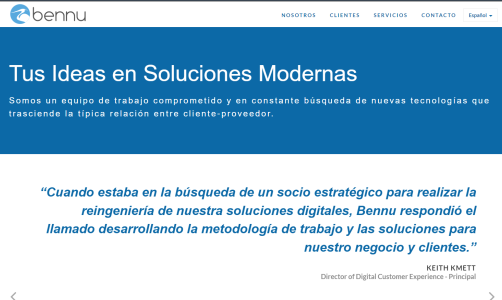 bennu
NOSOTROS CLIENTES SERVICIOS CONTACTO Español
Tus Ideas en Soluciones Modernas
Somos un equipo de trabajo comprometido y en constante búsqueda de nuevas tecnologías que
trasciende la típica relación entre cliente-proveedor.
“Cuando estaba en la búsqueda de un socio estratégico para realizar la
reingeniería de nuestra soluciones digitales, Bennu respondió el
llamado desarrollando la metodología de trabajo y las soluciones para
nuestro negocio y clientes.”
KEITH KMETT
Director of Digital Customer Experience - Principal